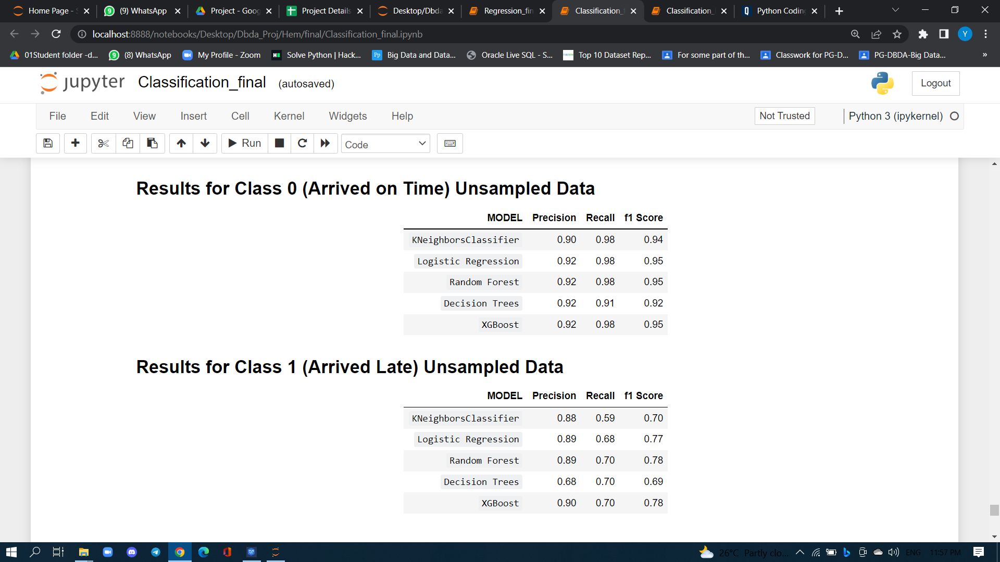 Home Page - S
(9) WhatsApp
Project - Goog
Project Details
Desktop/Dbda
Regression_fin
Classification_f
Classification_
Python Coding
localhost:8888/notebooks/Desktop/Dbda_Proj/Hem/final/Classification_final.ipynb
Y
01Student folder -d...
(8) WhatsApp
My Profile - Zoom
Solve Python | Hack...
Big Data and Data...
Oracle Live SQL - S...
Top 10 Dataset Rep...
For some part of th...
Classwork for PG-D...
PG-DBDA-Big Data...
»
jupyter Classification_final (autosaved)
Logout
File Edit View Insert Cell Kernel Widgets Help
Not Trusted
Python 3 (ipykernel)
Run
Code
Results for Class 0 (Arrived on Time) Unsampled Data
MODEL Precision Recall f1 Score
KNeighborsClassifier 0.90 0.98 0.94
Logistic Regression 0.92 0.98 0.95
Random Forest 0.92 0.98 0.95
Decision Trees 0.92 0.91 0.92
XGBoost 0.92 0.98 0.95
Results for Class 1 (Arrived Late) Unsampled Data
MODEL Precision Recall f1 Score
KNeighborsClassifier 0.88 0.59 0.70
Logistic Regression 0.89 0.68 0.77
Random Forest 0.89 0.70 0.78
Decision Trees 0.68 0.70 0.69
XGBoost 0.90 0.70 0.78
26°C Partly clo...
ENG
11:57 PM